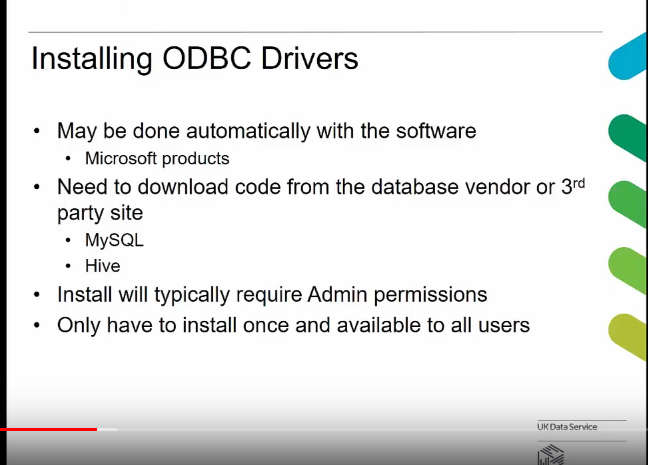 Installing ODBC Drivers
• May be done automatically with the software
• Microsoft products
• Need to download code from the database vendor or 3rd
party site
• MySQL
• Hive
• Install will typically require Admin permissions
• Only have to install once and available to all users
UK Data Service